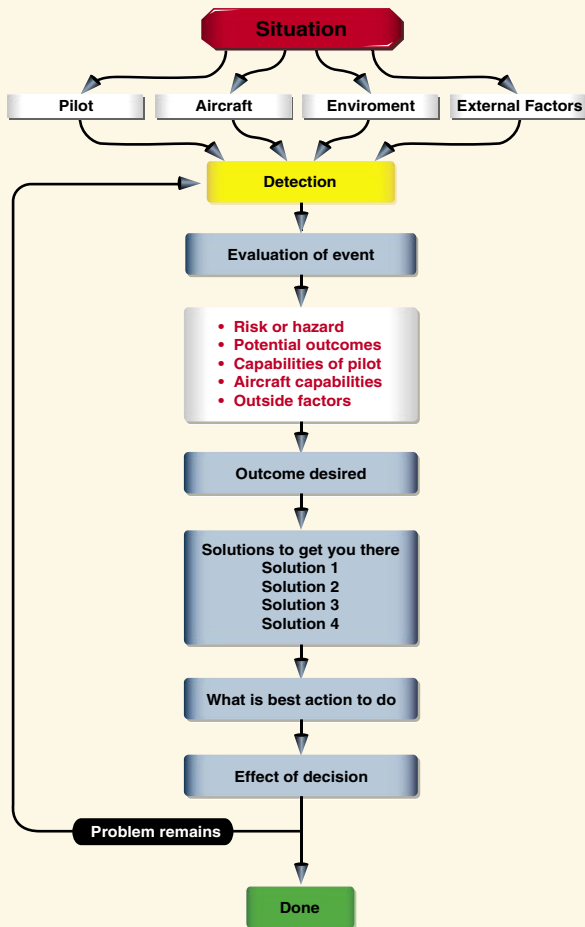 Situation
Pilot
Aircraft
Enviroment
External Factors
Detection
Evaluation of event
• Risk or hazard
• Potential outcomes
• Capabilities of pilot
• Aircraft capabilities
• Outside factors
Outcome desired
Solutions to get you there
Solution 1
Solution 2
Solution 3
Solution 4
What is best action to do
Effect of decision
Problem remains
Done